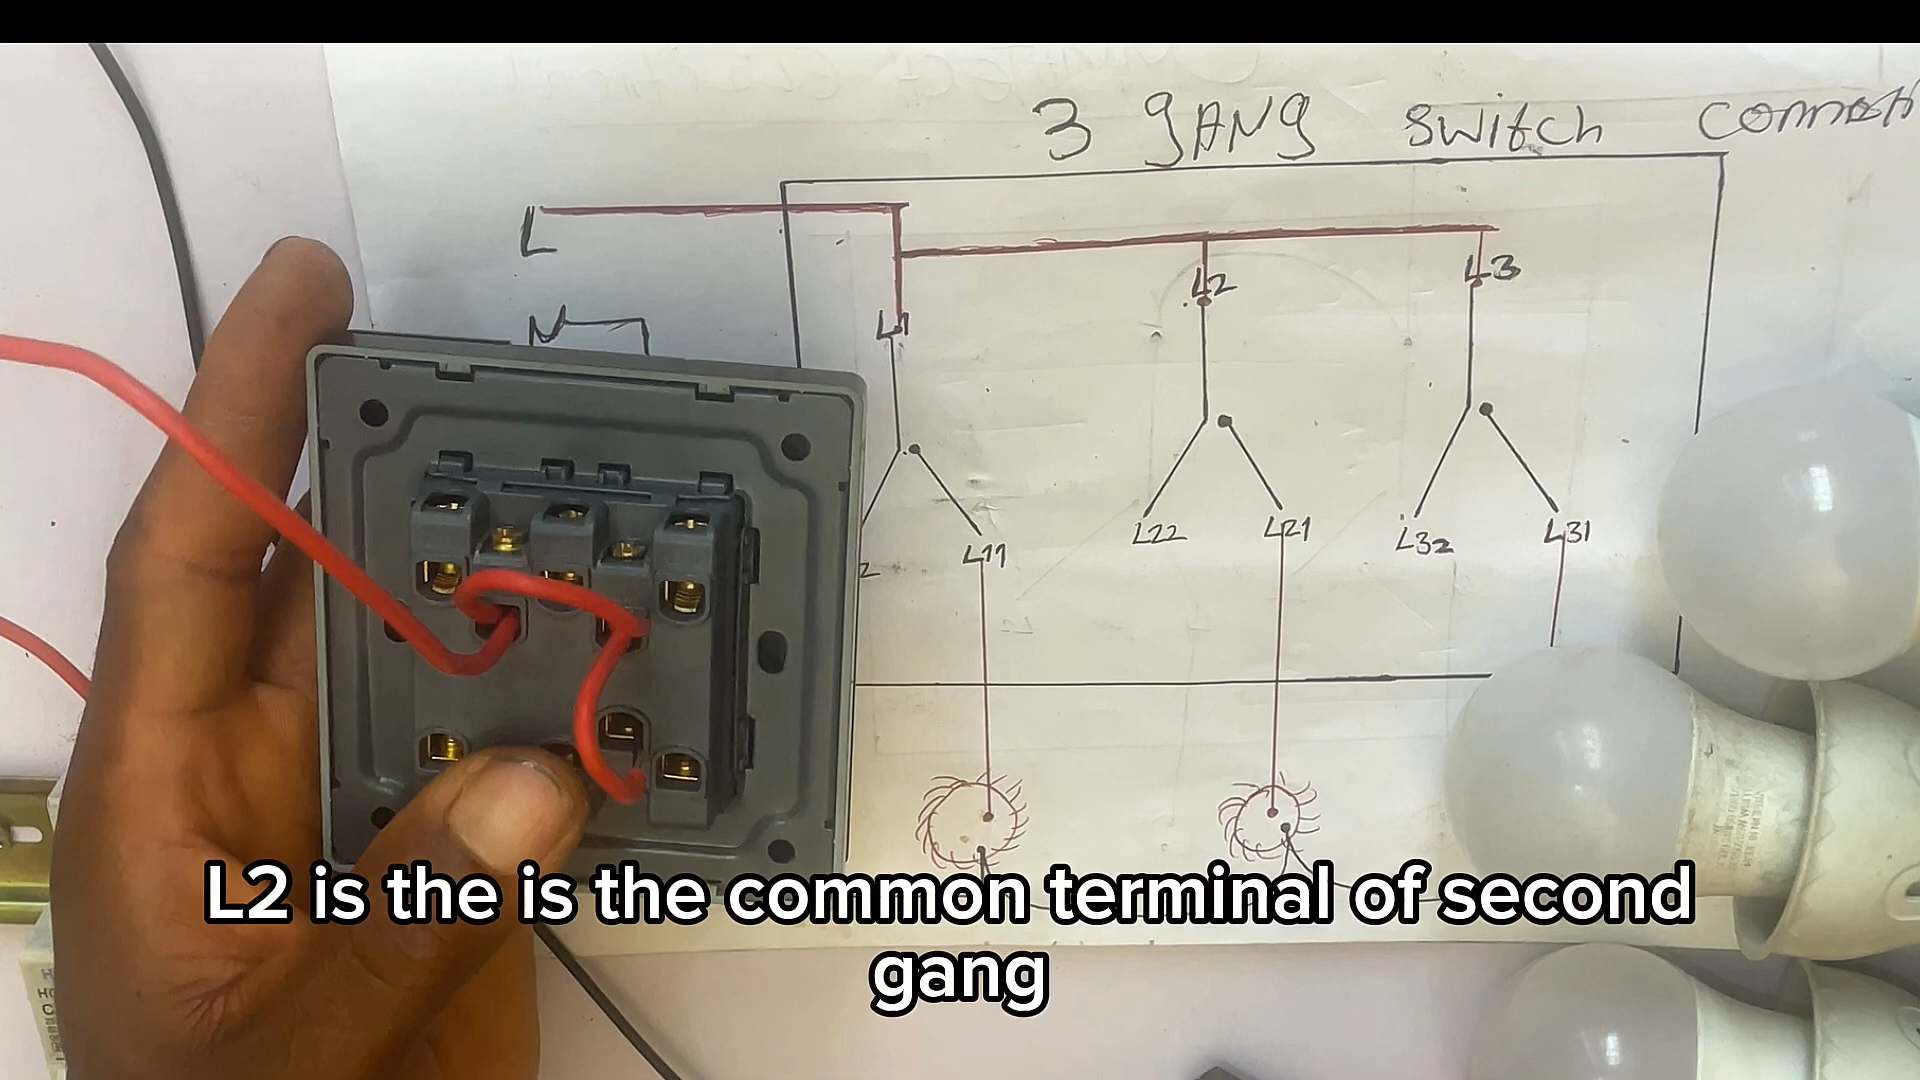 3 gANg switch
L
L2
L3
N
L1
L22
L21
L32
L31
2
L11
L2 is the is the common terminal of second
gang